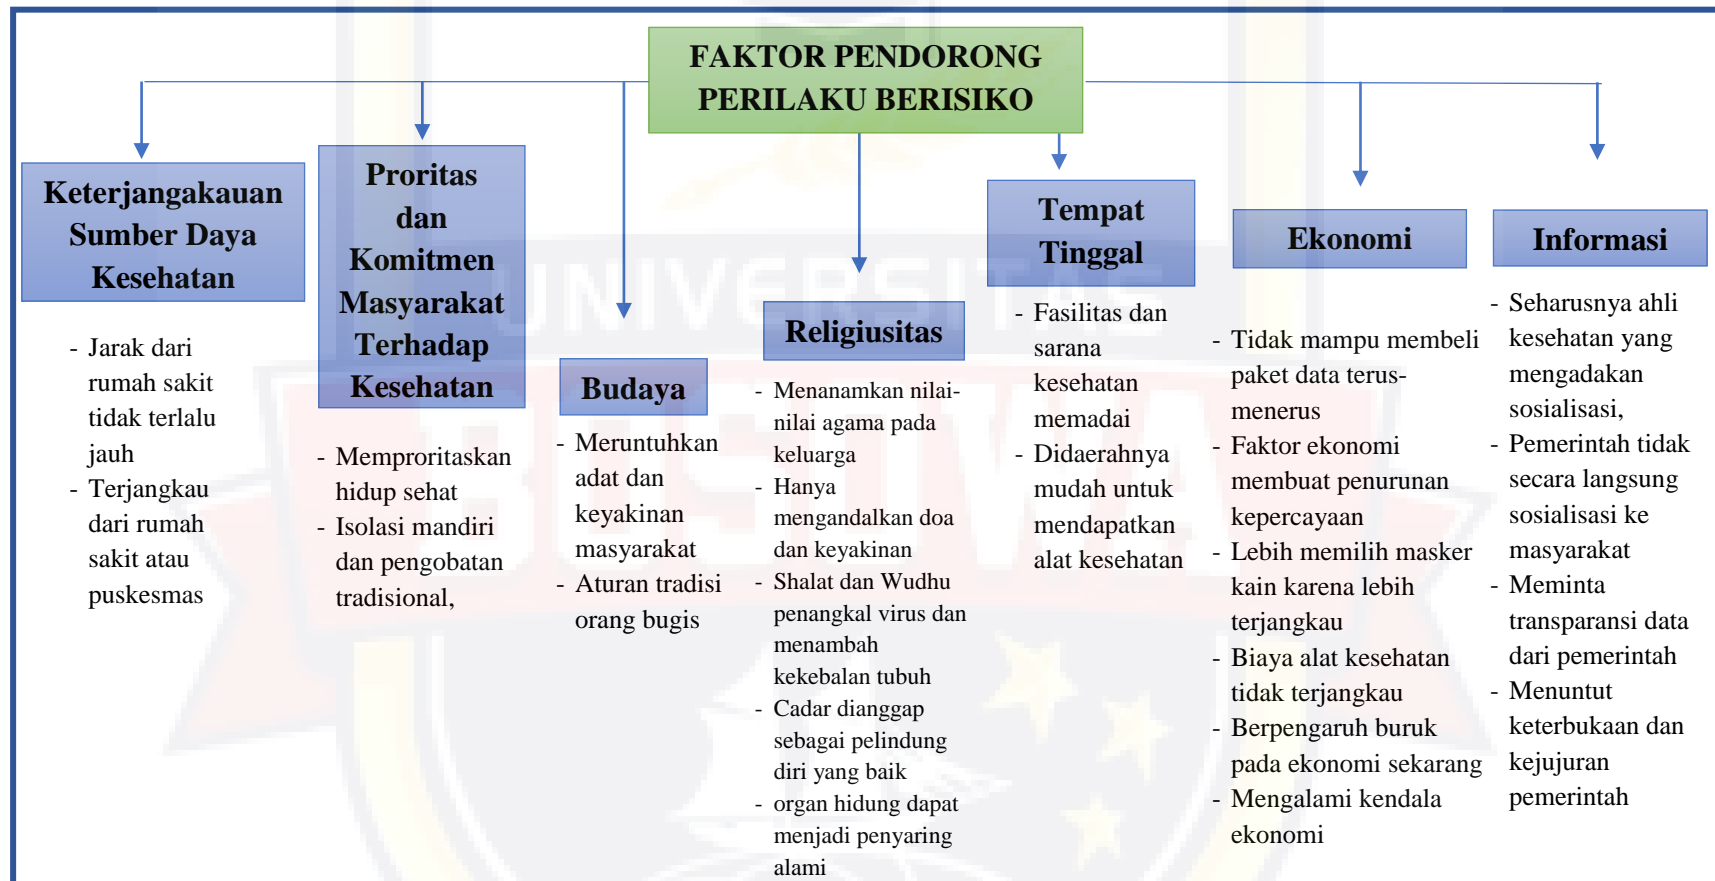 FAKTOR PENDORONG
PERILAKU BERISIKO
Keterjangakauan
Sumber Daya
Kesehatan
- Jarak dari
rumah sakit
tidak terlalu
jauh
- Terjangkau
dari rumah
sakit atau
puskesmas
Proritas
dan
Komitmen
Masyarakat
Terhadap
Kesehatan
- Memproritaskan
hidup sehat
- Isolasi mandiri
dan pengobatan
tradisional,
Budaya
- Meruntuhkan
adat dan
keyakinan
masyarakat
- Aturan tradisi
orang bugis
Religiusitas
- Menanamkan nilai-
nilai agama pada
keluarga
- Hanya
mengandalkan doa
dan keyakinan
- Shalat dan Wudhu
penangkal virus dan
menambah
kekebalan tubuh
- Cadar dianggap
sebagai pelindung
diri yang baik
- organ hidung dapat
menjadi penyaring
alami
Tempat
Tinggal
- Fasilitas dan
sarana
kesehatan
memadai
- Didaerahnya
mudah untuk
mendapatkan
alat kesehatan
Ekonomi
- Tidak mampu membeli
paket data terus-
menerus
- Faktor ekonomi
membuat penurunan
kepercayaan
- Lebih memilih masker
kain karena lebih
terjangkau
- Biaya alat kesehatan
tidak terjangkau
- Berpengaruh buruk
pada ekonomi sekarang
- Mengalami kendala
ekonomi
Informasi
- Seharusnya ahli
kesehatan yang
mengadakan
sosialisasi,
- Pemerintah tidak
secara langsung
sosialisasi ke
masyarakat
- Meminta
transparansi data
dari pemerintah
- Menuntut
keterbukaan dan
kejujuran
pemerintah
UNIVERSITAS
BOSOWA